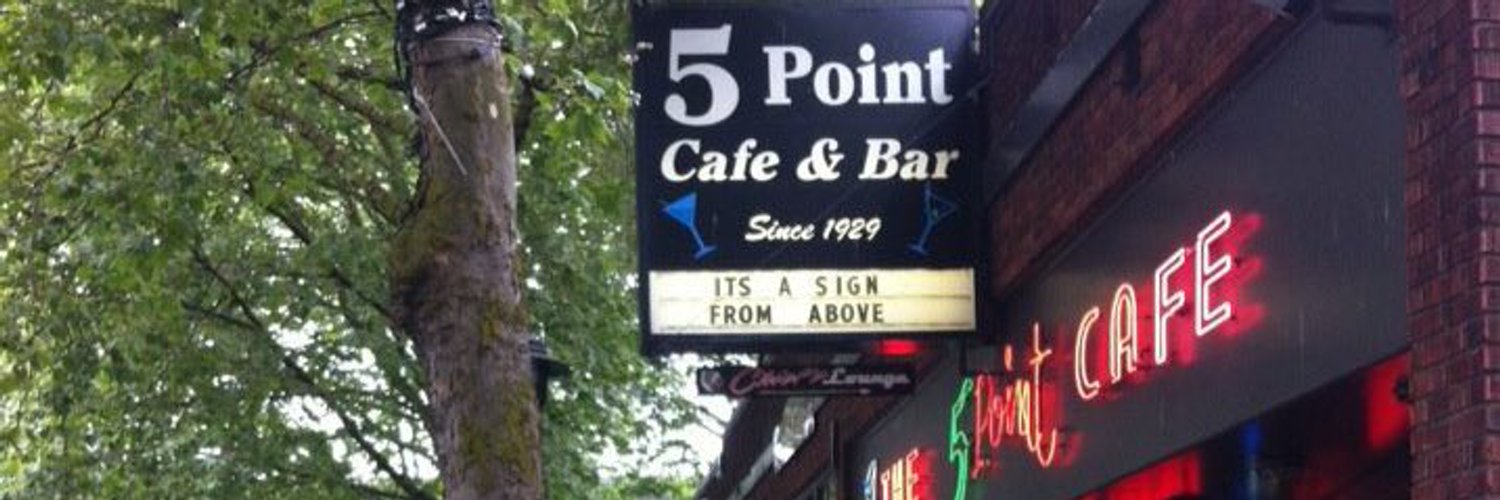 5 Point
Cafe & Bar
Since 1929
ITS A SIGN
FROM ABOVE
Lounge
THE 5 Point CAFE